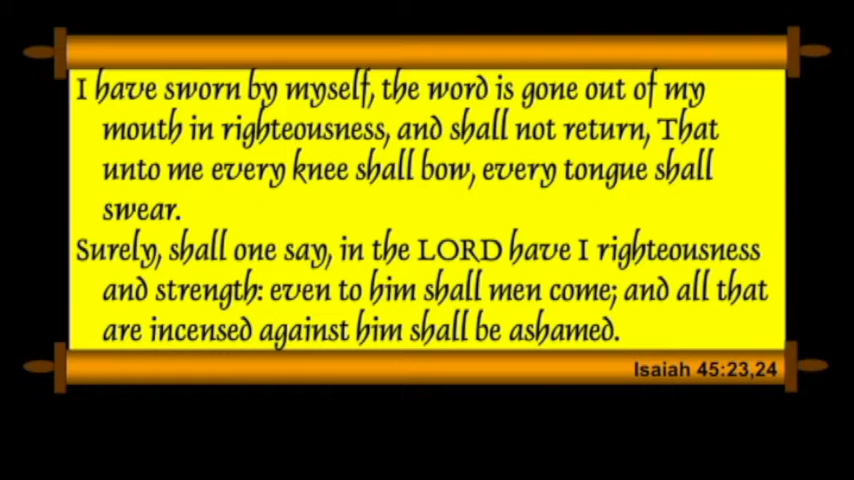 I have sworn by myself, the word is gone out of my
mouth in righteousness, and shall not return, That
unto me every knee shall bow, every tongue shall
swear.
Surely, shall one say, in the LORD have I righteousness
and strength: even to him shall men come; and all that
are incensed against him shall be ashamed.
Isaiah 45:23,24